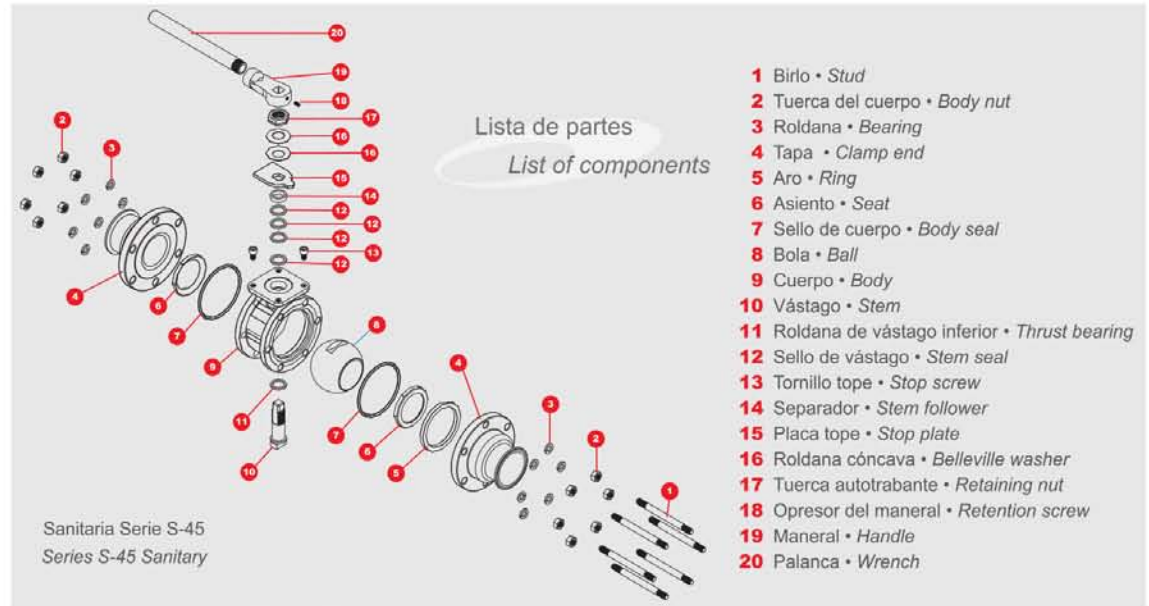 20
19
18
17
16
16
15
14
12
12
12
13
12
2
3
4
6
7
9
8
11
10
7
6
5
4
3
2
1
Lista de partes
List of components
1 Birlo • Stud
2 Tuerca del cuerpo • Body nut
3 Roldana • Bearing
4 Tapa • Clamp end
5 Aro • Ring
6 Asiento • Seat
7 Sello de cuerpo • Body seal
8 Bola • Ball
9 Cuerpo • Body
10 Vástago • Stem
11 Roldana de vástago inferior • Thrust bearing
12 Sello de vástago • Stem seal
13 Tornillo tope • Stop screw
14 Separador • Stem follower
15 Placa tope • Stop plate
16 Roldana cóncava • Belleville washer
17 Tuerca autotrabante • Retaining nut
18 Opresor del maneral • Retention screw
19 Maneral • Handle
20 Palanca • Wrench
Sanitaria Serie S-45
Series S-45 Sanitary